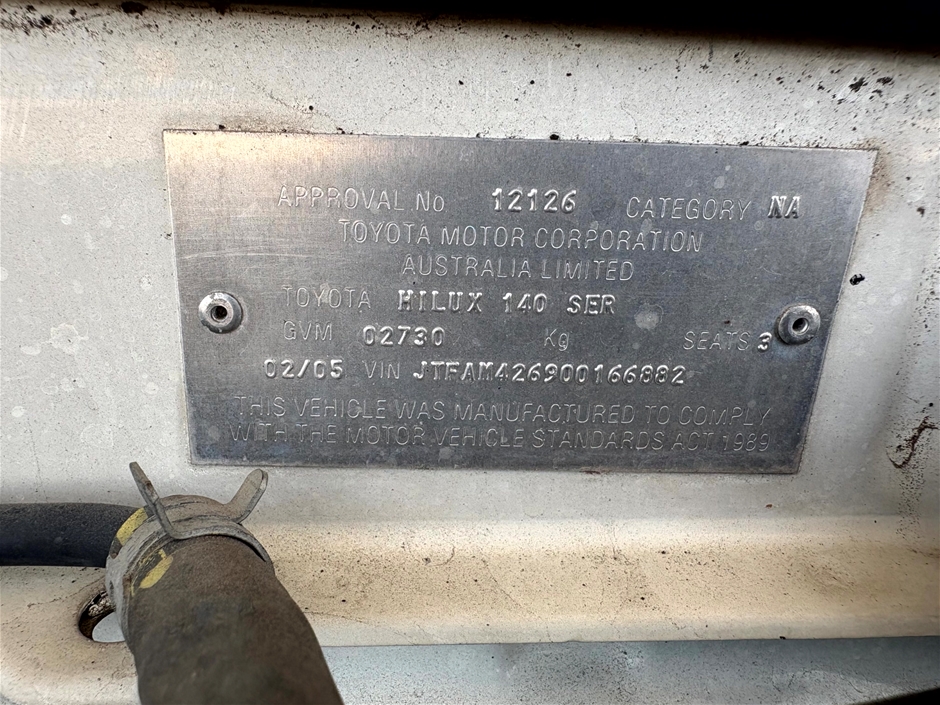 APPROVAL No 12126 CATEGORY NA
TOYOTA MOTOR CORPORATION
AUSTRALIA LIMITED
TOYOTA HILUX 140 SER
GVM 02730 Kg SEATS 3
02/05 VIN JTFAM426900166882
THIS VEHICLE WAS MANUFACTURED TO COMPLY
WITH THE MOTOR VEHICLE STANDARDS ACT 1989